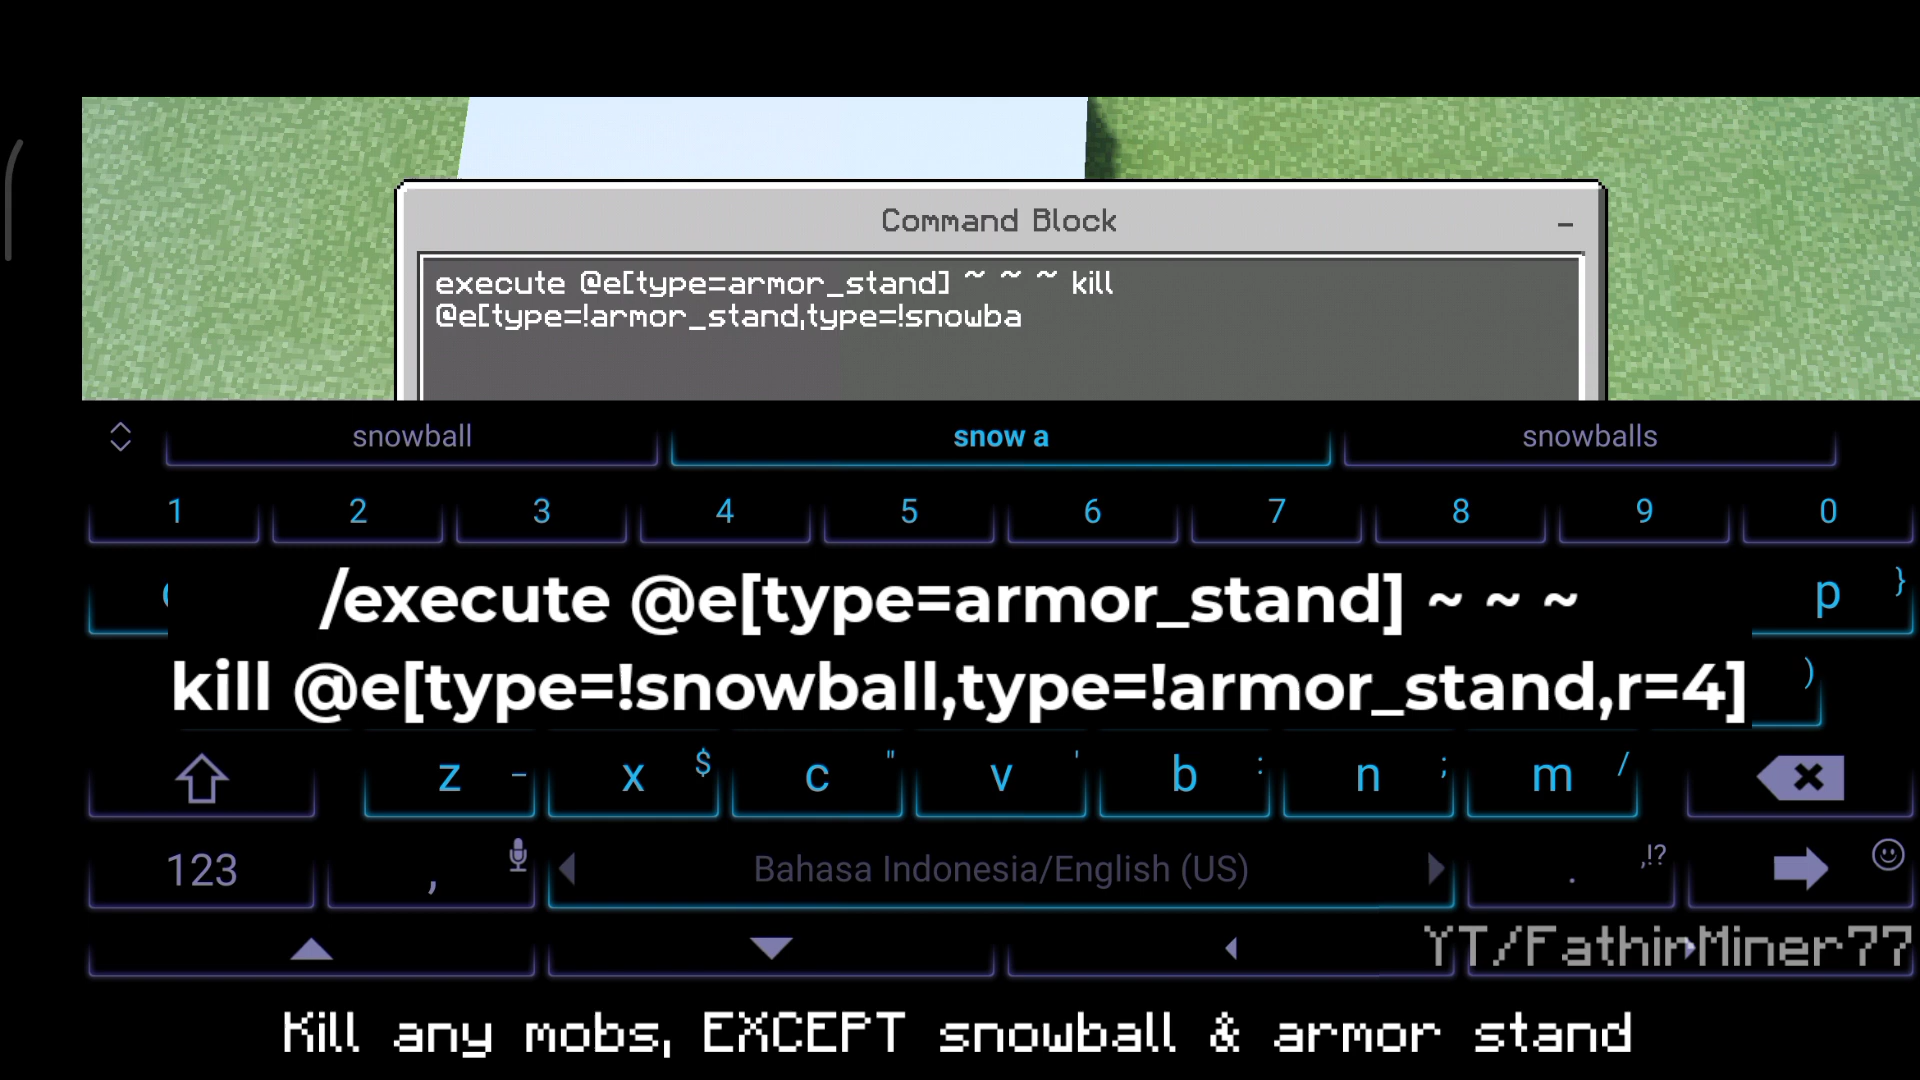 Command Block
–
execute @e[type=armor_stand] ~ ~ ~ kill
@e[type=!armor_stand,type=!snowba
snowball
snow a
snowballs
1 2 3 4 5 6 7 8 9 0
p }
/execute @e[type=armor_stand] ~ ~ ~
kill @e[type=!snowball,type=!armor_stand,r=4]
)
z – x $ c " v ' b : n ; m /
123 , Bahasa Indonesia/English (US) . ,!?
YT/FathirMiner77
Kill any mobs, EXCEPT snowball & armor stand